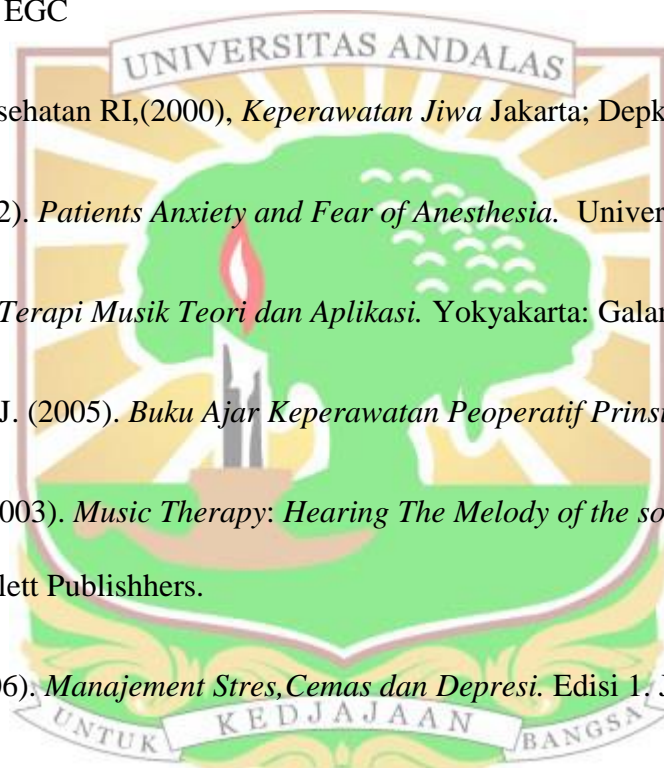 EGC
UNIVERSITAS ANDALAS
sehatan RI,(2000), Keperawatan Jiwa Jakarta; Depk
2). Patients Anxiety and Fear of Anesthesia. Univer
Terapi Musik Teori dan Aplikasi. Yokyakarta: Galan
J. (2005). Buku Ajar Keperawatan Peoperatif Prinsi
003). Music Therapy: Hearing The Melody of the so
lett Publishhers.
06). Manajement Stres,Cemas dan Depresi. Edisi 1. J
UNTUK KEDJAJAAN BANGSA